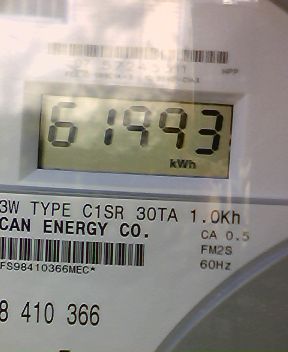 61993
kWh
3W TYPE C1SR 30TA 1.0Kh
CAN ENERGY CO.
CA 0.5
FM2S
60Hz
FS98410366MEC*
8 410 366